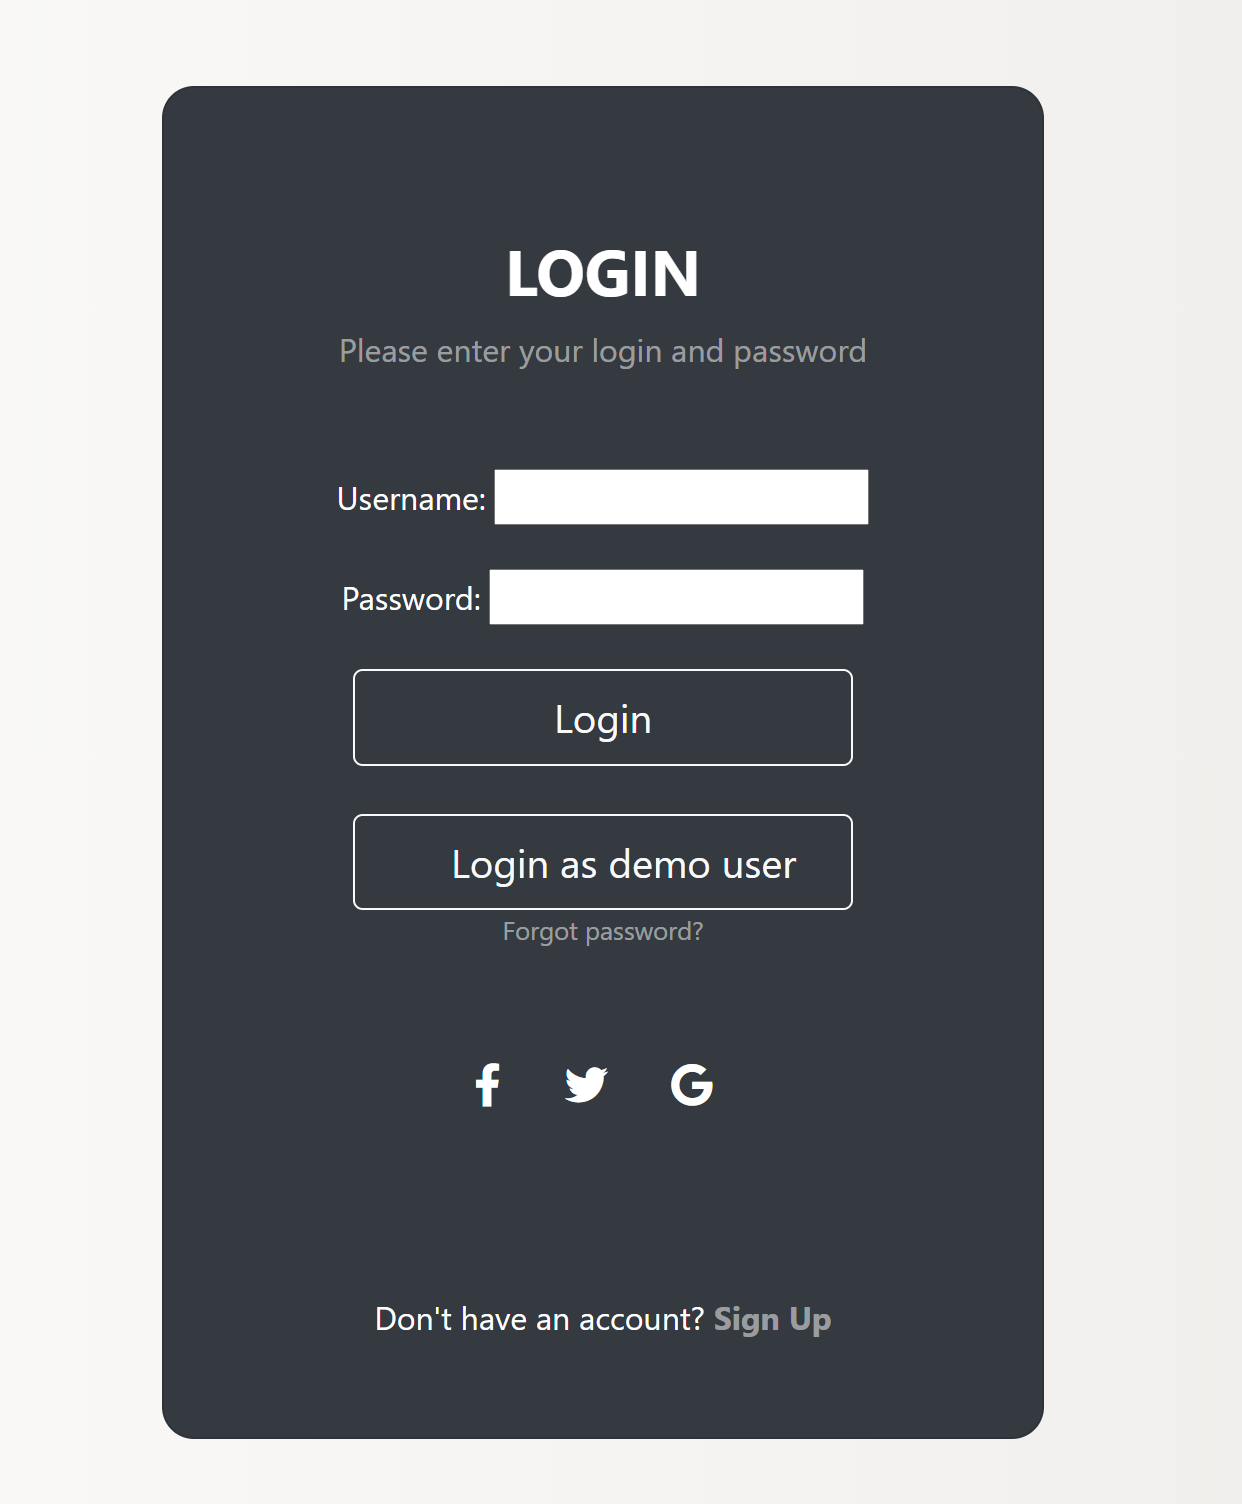 LOGIN
Please enter your login and password
Username:
Password:
Login
Login as demo user
Forgot password?
Don't have an account? Sign Up